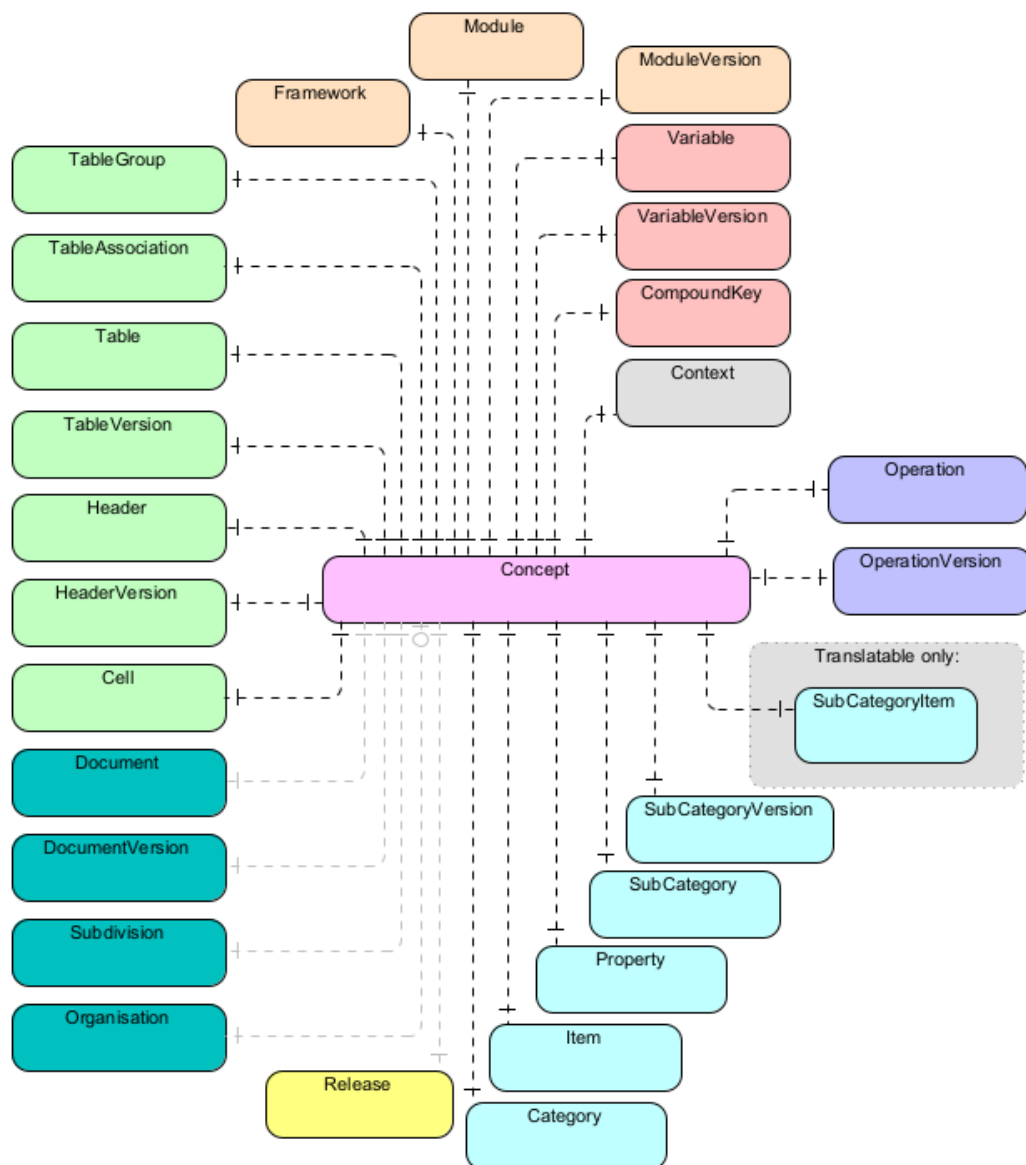 Module
ModuleVersion
Framework
Variable
TableGroup
VariableVersion
TableAssociation
CompoundKey
Table
Context
TableVersion
Operation
Header
Concept
OperationVersion
HeaderVersion
Translatable only:
Cell
SubCategoryItem
Document
SubCategoryVersion
DocumentVersion
SubCategory
Subdivision
Property
Organisation
Item
Release
Category